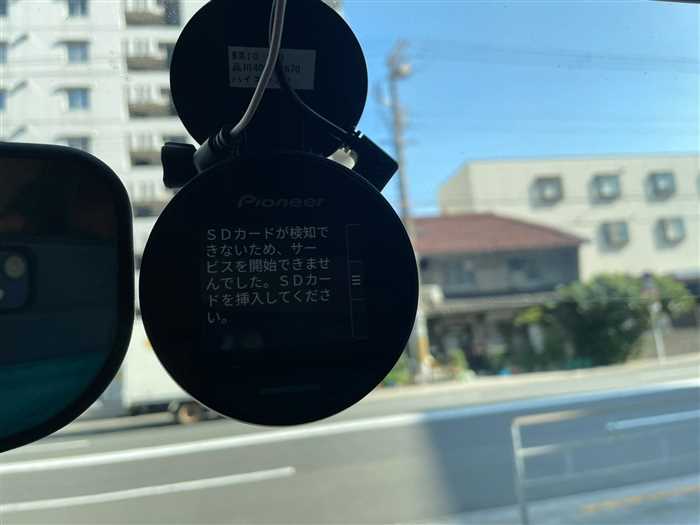 Pioneer
SDカードが検知で
きないため、サー
ビスを開始できませ
んでした。SDカー
ドを挿入してくださ
い。